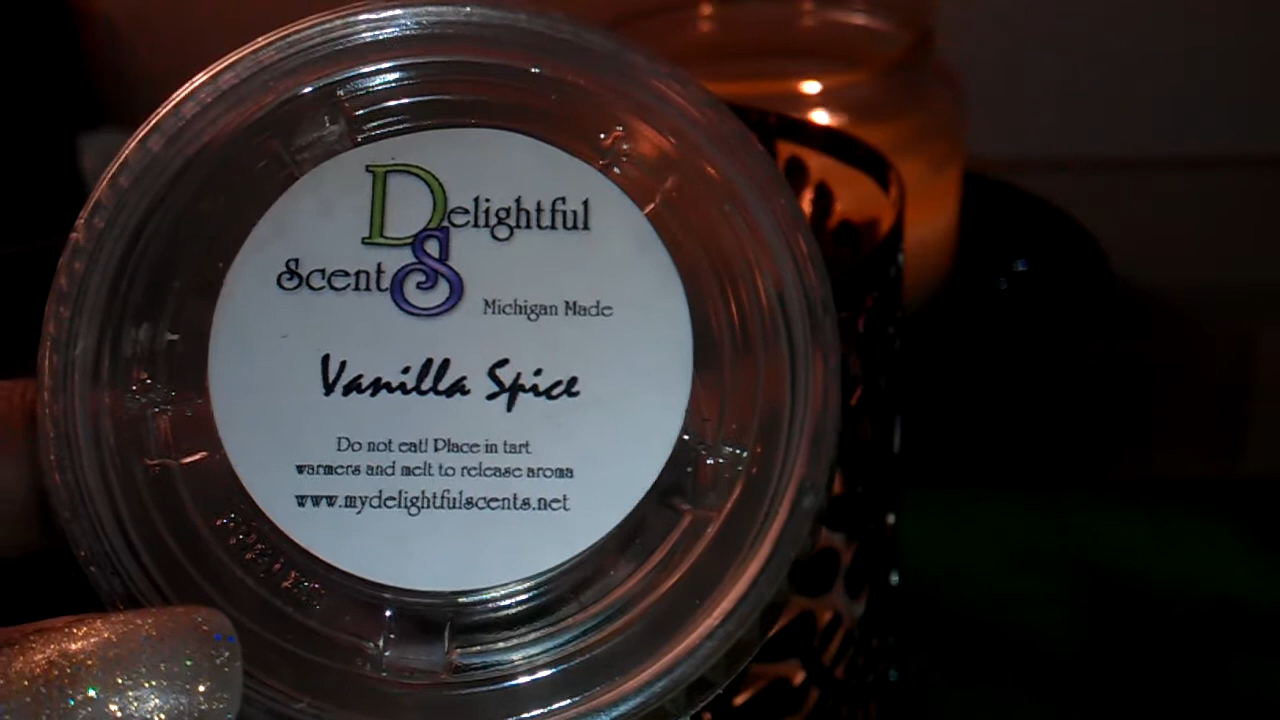 Delightful
Scents
Michigan Made
Vanilla Spice
Do not eat! Place in tart
warmers and melt to release aroma
www.mydelightfulscents.net